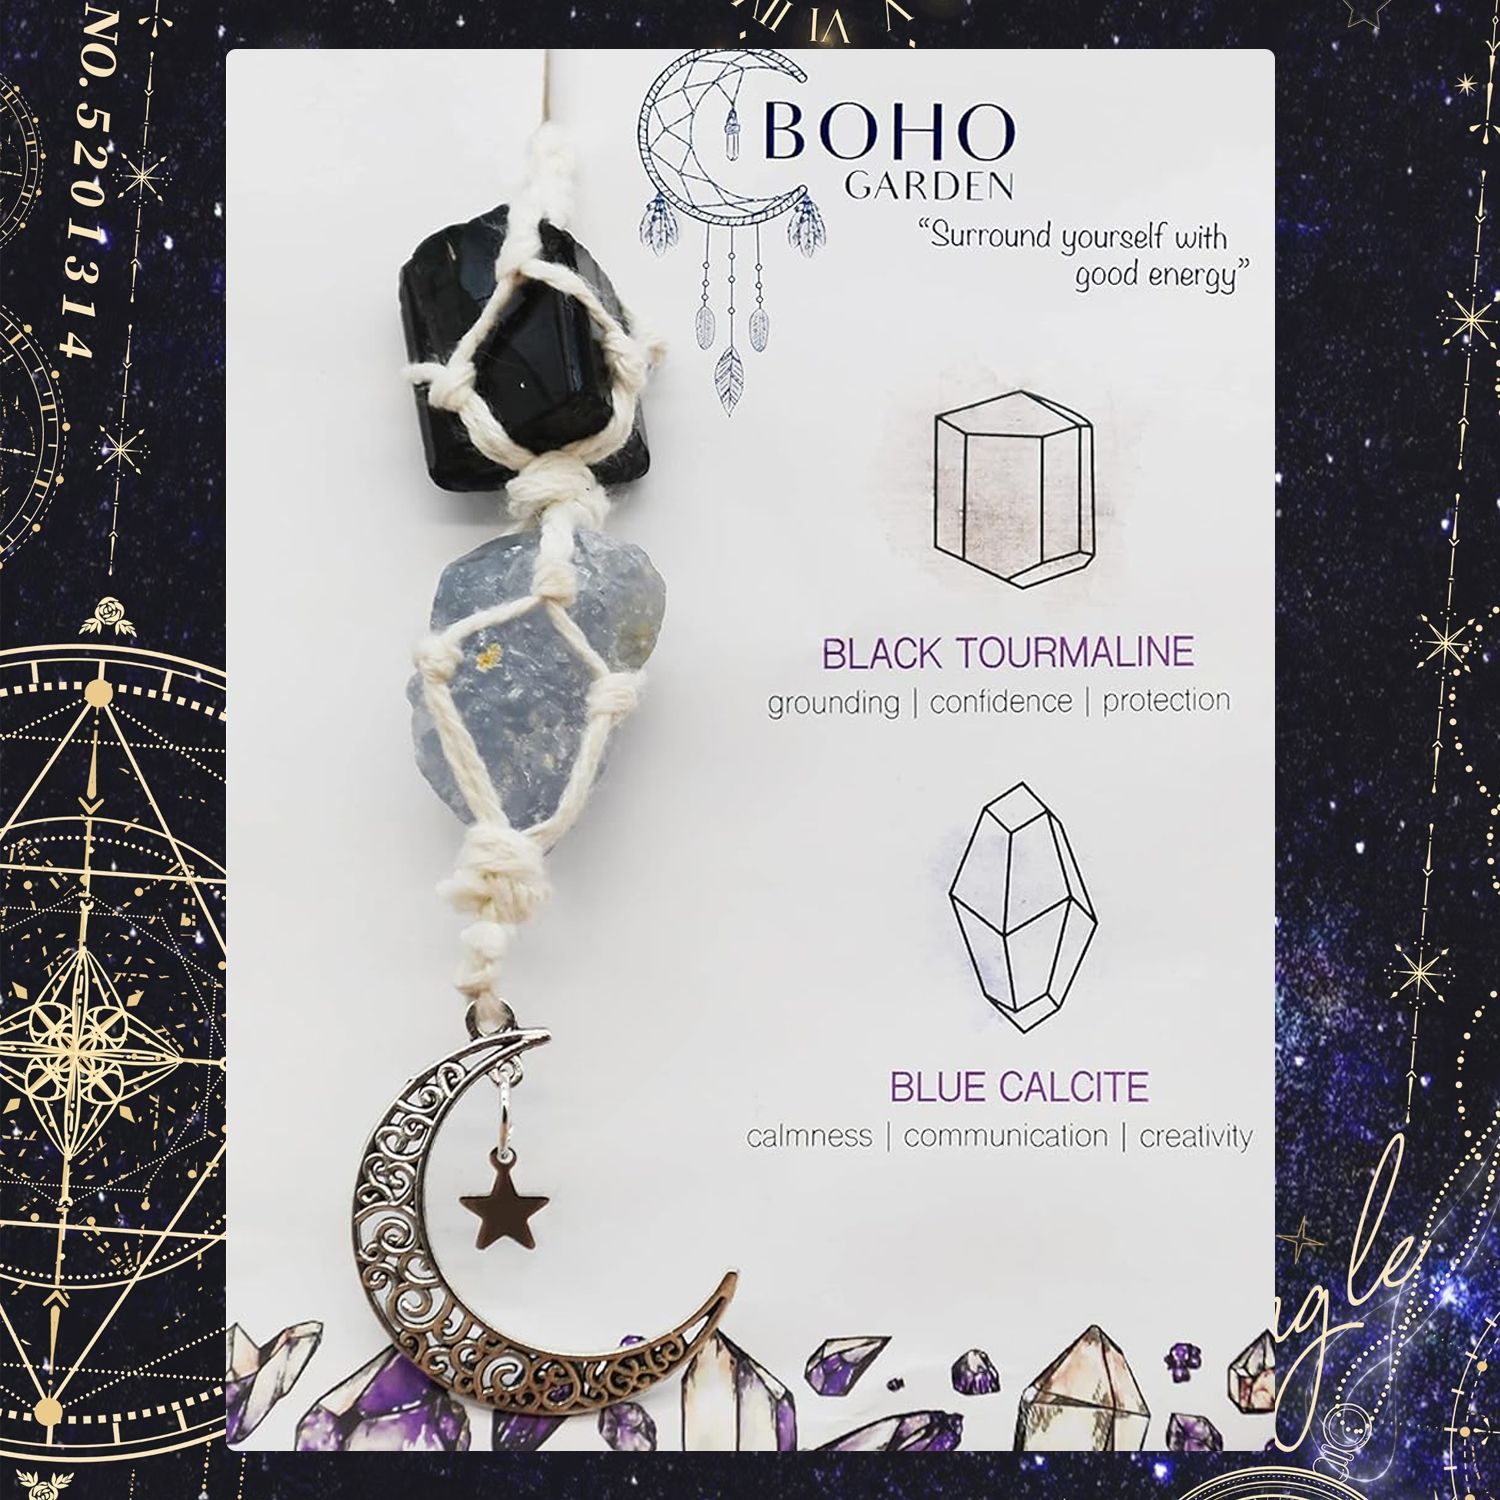 NO.5201314
VI
V
BOHO
GARDEN
“Surround yourself with
good energy”
BLACK TOURMALINE
grounding | confidence | protection
BLUE CALCITE
calmness | communication | creativity